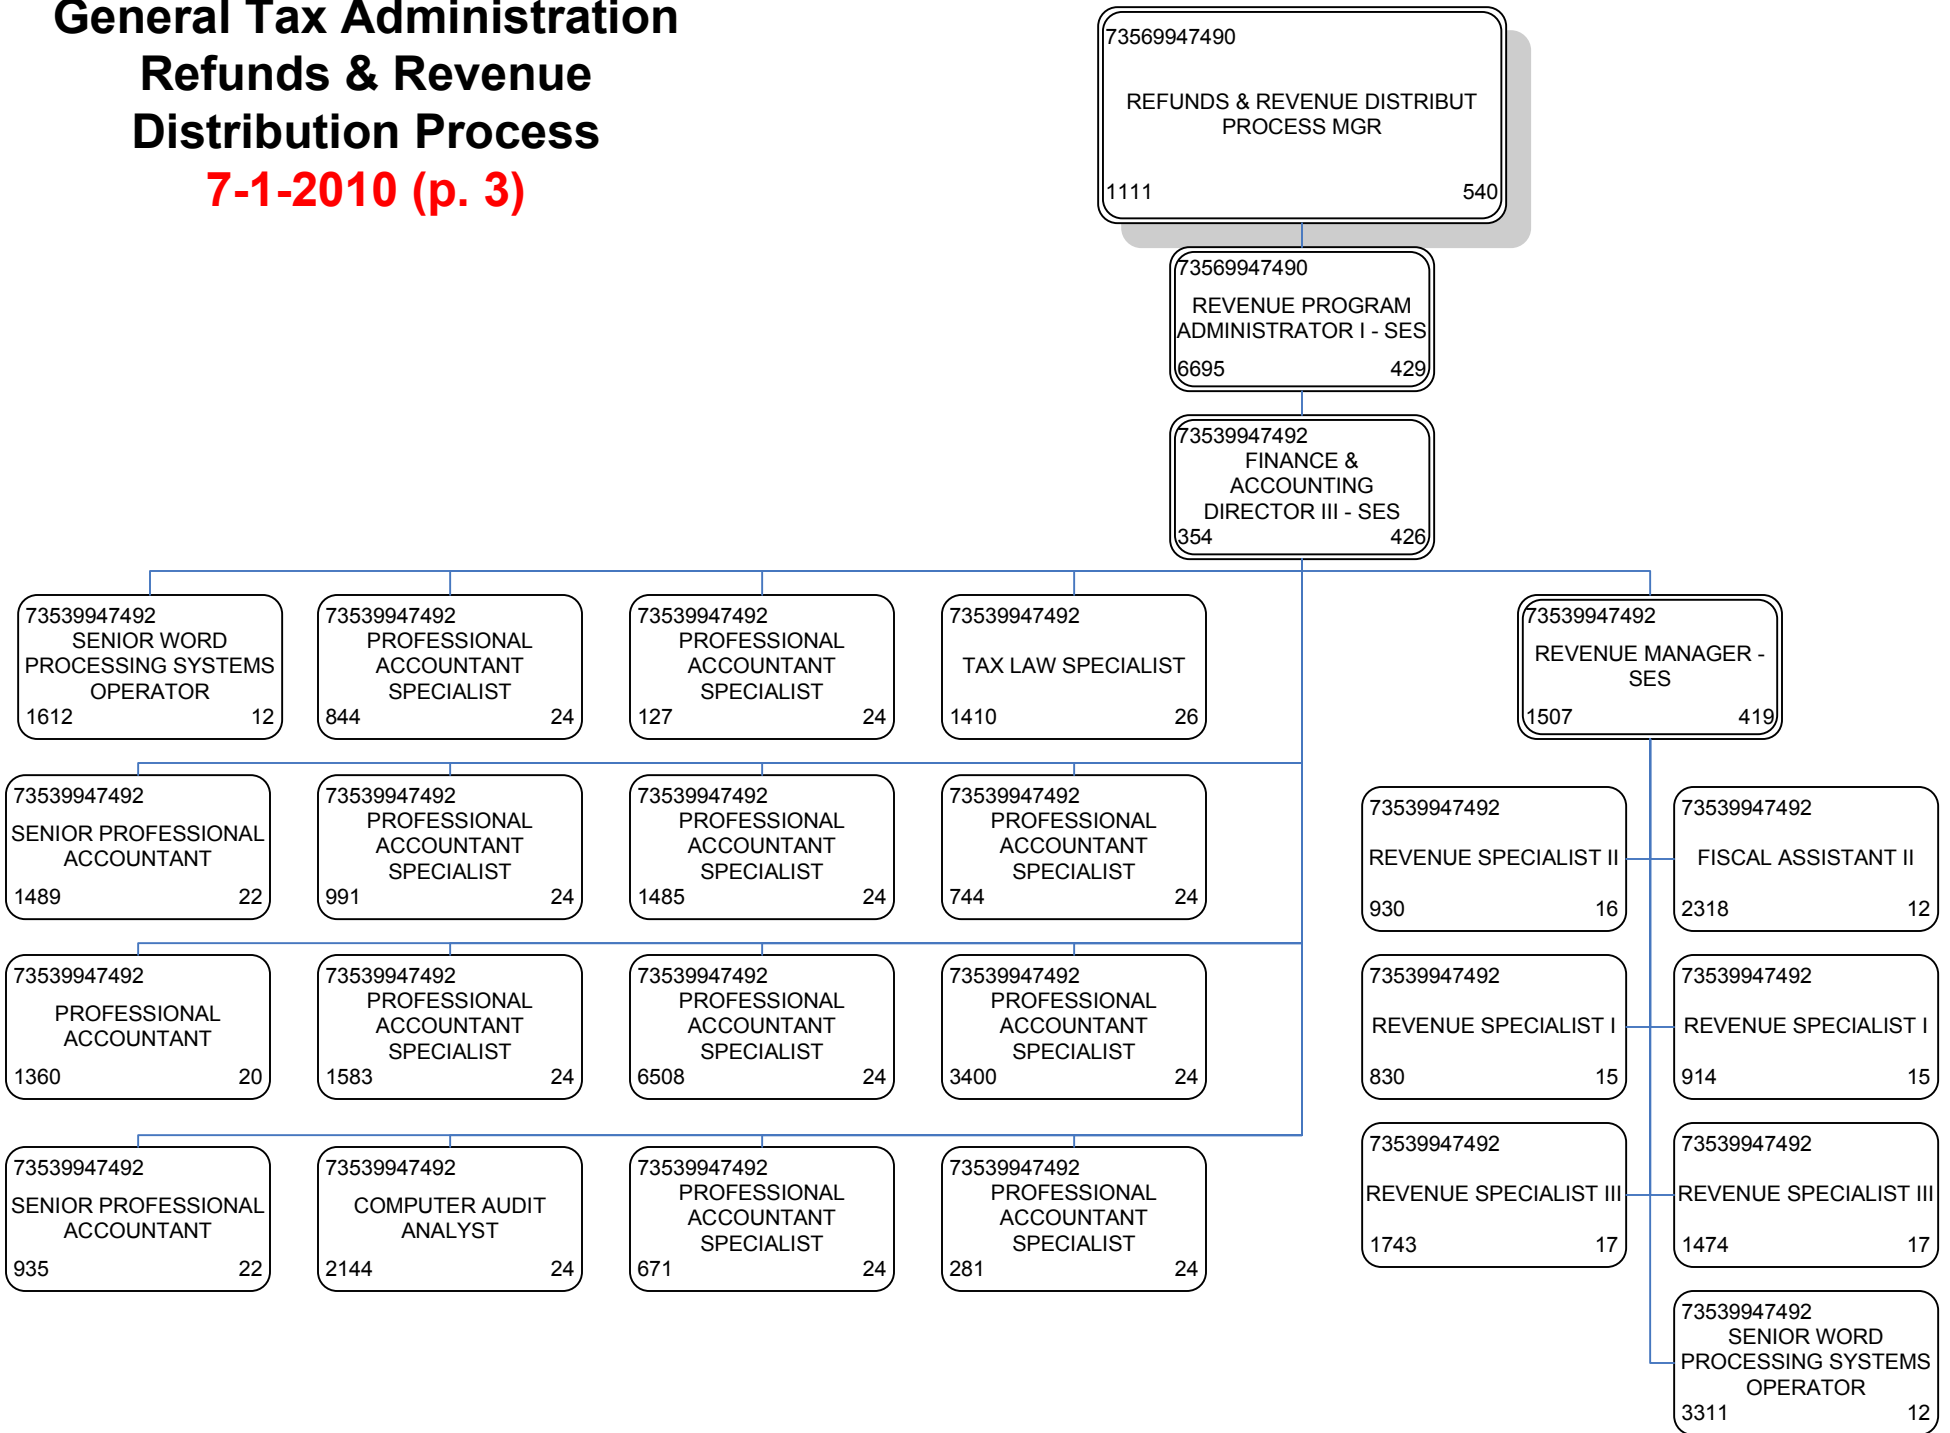 General Tax Administration
Refunds & Revenue
Distribution Process
7-1-2010 (p. 3)
73569947490
REFUNDS & REVENUE DISTRIBUT
PROCESS MGR
1111 540
73569947490
REVENUE PROGRAM
ADMINISTRATOR I - SES
6695 429
73539947492
FINANCE &
ACCOUNTING
DIRECTOR III - SES
354 426
73539947492
SENIOR WORD
PROCESSING SYSTEMS
OPERATOR
1612 12
73539947492
PROFESSIONAL
ACCOUNTANT
SPECIALIST
844 24
73539947492
PROFESSIONAL
ACCOUNTANT
SPECIALIST
127 24
73539947492
TAX LAW SPECIALIST
1410 26
73539947492
REVENUE MANAGER -
SES
1507 419
73539947492
SENIOR PROFESSIONAL
ACCOUNTANT
1489 22
73539947492
PROFESSIONAL
ACCOUNTANT
SPECIALIST
991 24
73539947492
PROFESSIONAL
ACCOUNTANT
SPECIALIST
1485 24
73539947492
PROFESSIONAL
ACCOUNTANT
SPECIALIST
744 24
73539947492
REVENUE SPECIALIST II
930 16
73539947492
FISCAL ASSISTANT II
2318 12
73539947492
PROFESSIONAL
ACCOUNTANT
1360 20
73539947492
PROFESSIONAL
ACCOUNTANT
SPECIALIST
1583 24
73539947492
PROFESSIONAL
ACCOUNTANT
SPECIALIST
6508 24
73539947492
PROFESSIONAL
ACCOUNTANT
SPECIALIST
3400 24
73539947492
REVENUE SPECIALIST I
830 15
73539947492
REVENUE SPECIALIST I
914 15
73539947492
SENIOR PROFESSIONAL
ACCOUNTANT
935 22
73539947492
COMPUTER AUDIT
ANALYST
2144 24
73539947492
PROFESSIONAL
ACCOUNTANT
SPECIALIST
671 24
73539947492
PROFESSIONAL
ACCOUNTANT
SPECIALIST
281 24
73539947492
REVENUE SPECIALIST III
1743 17
73539947492
REVENUE SPECIALIST III
1474 17
73539947492
SENIOR WORD
PROCESSING SYSTEMS
OPERATOR
3311 12